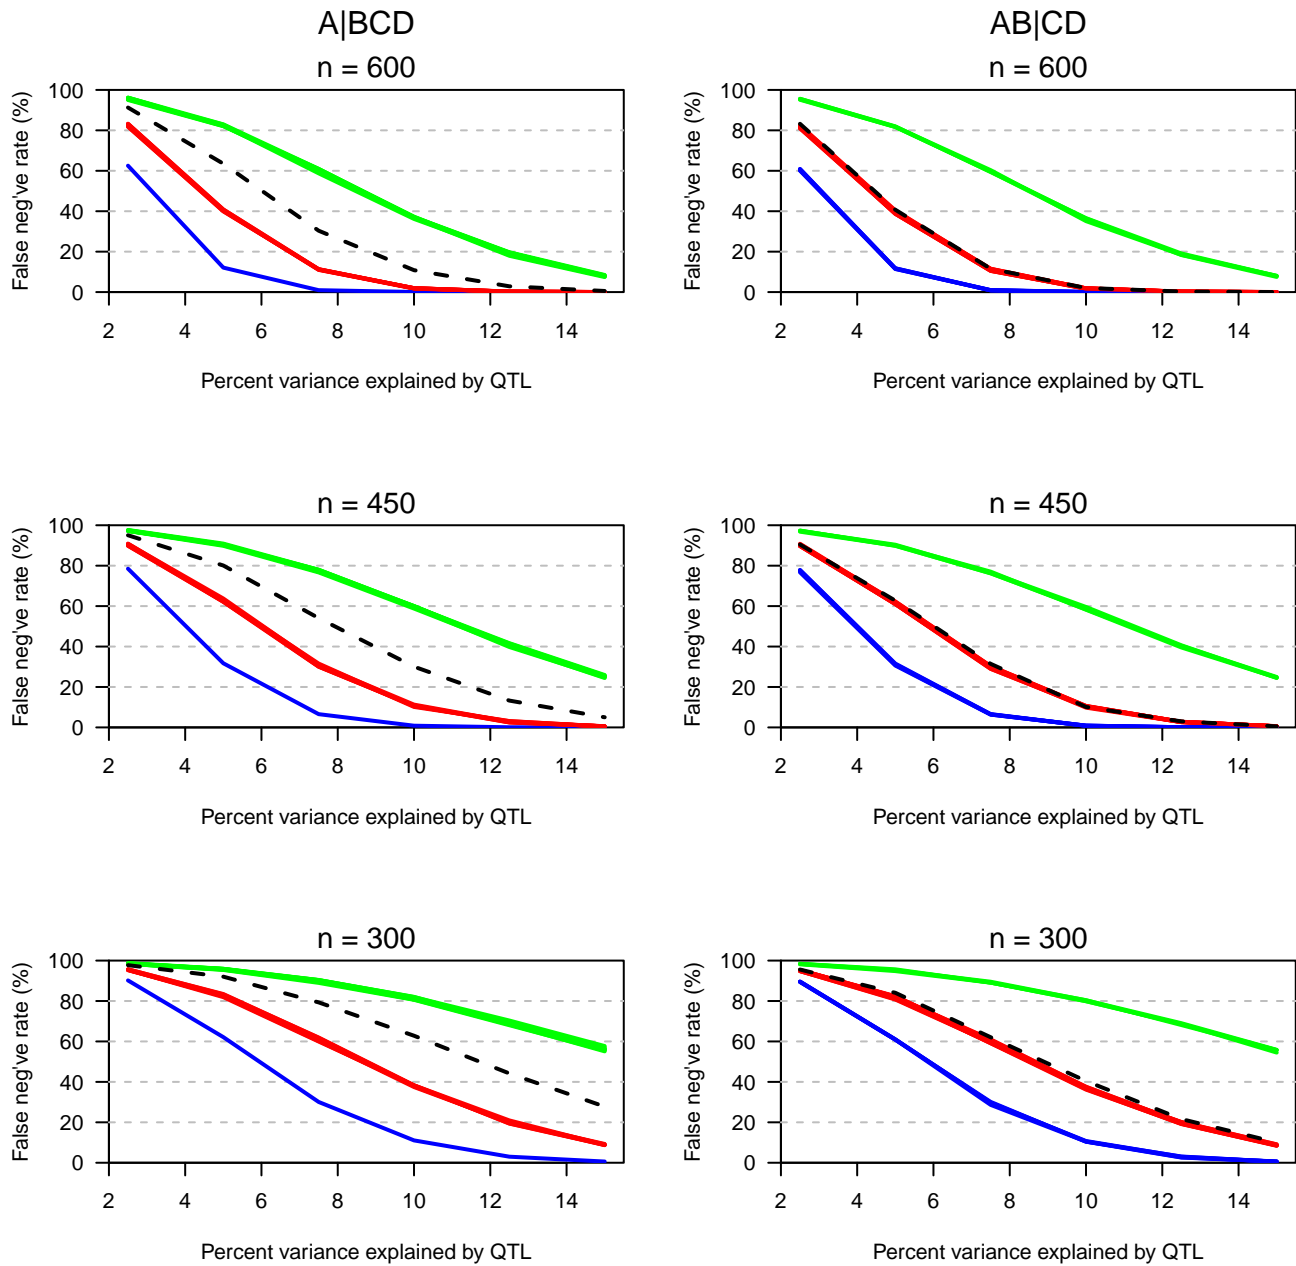 A|BCD
n = 600
False neg've rate (%)
100
80
60
40
20
0
2 4 6 8 10 12 14
Percent variance explained by QTL
AB|CD
n = 600
False neg've rate (%)
100
80
60
40
20
0
2 4 6 8 10 12 14
Percent variance explained by QTL
n = 450
False neg've rate (%)
100
80
60
40
20
0
2 4 6 8 10 12 14
Percent variance explained by QTL
n = 450
False neg've rate (%)
100
80
60
40
20
0
2 4 6 8 10 12 14
Percent variance explained by QTL
n = 300
False neg've rate (%)
100
80
60
40
20
0
2 4 6 8 10 12 14
Percent variance explained by QTL
n = 300
False neg've rate (%)
100
80
60
40
20
0
2 4 6 8 10 12 14
Percent variance explained by QTL